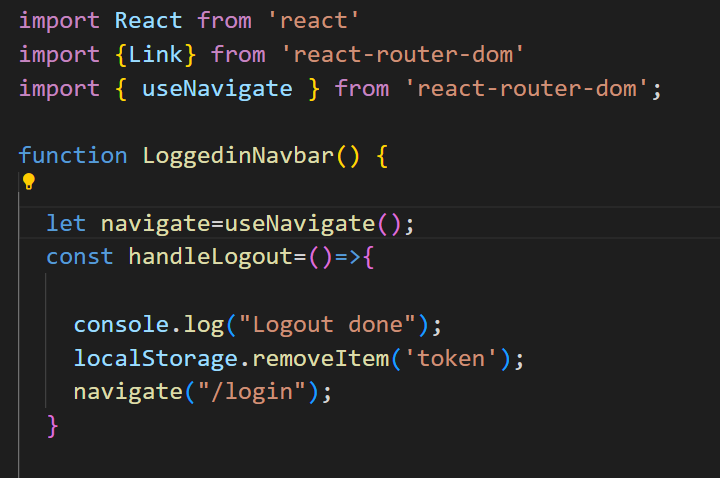 import React from 'react'
import {Link} from 'react-router-dom'
import { useNavigate } from 'react-router-dom';
function LoggedinNavbar() {
let navigate=useNavigate();
const handleLogout=()=>{
console.log("Logout done");
localStorage.removeItem('token');
navigate("/login");
}